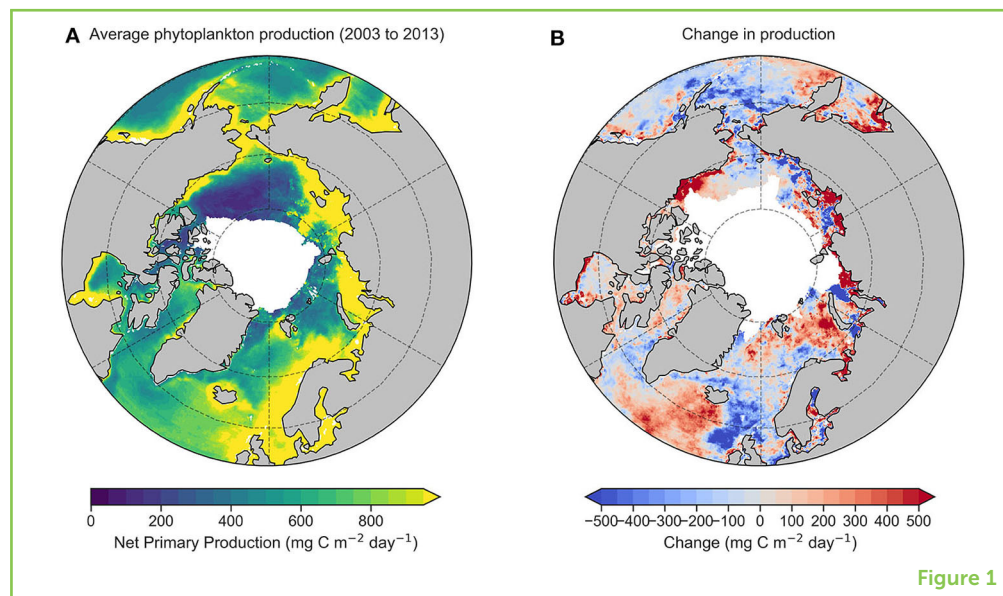 A Average phytoplankton production (2003 to 2013)
B Change in production
0 200 400 600 800
Net Primary Production (mg C m⁻² day⁻¹)
−500−400−300−200−100 0 100 200 300 400 500
Change (mg C m⁻² day⁻¹)
Figure 1